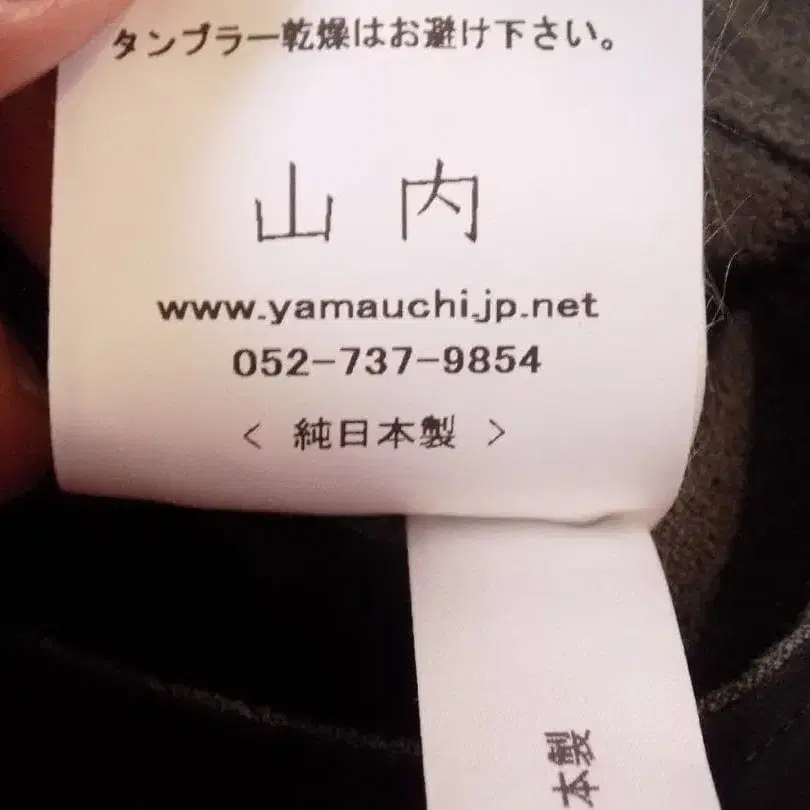 タンブラー乾燥はお避け下さい。
山内
www.yamauchi.jp.net
052-737-9854
< 純日本製 >
本製